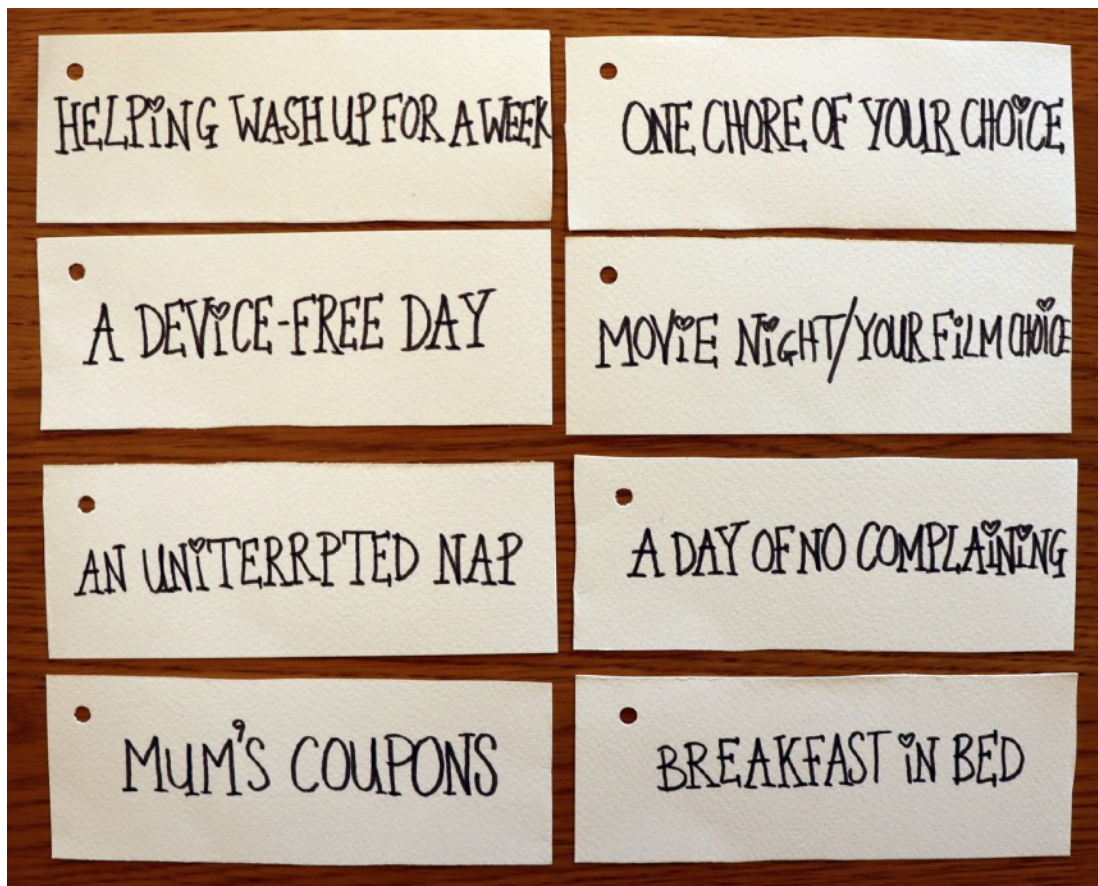 HELPiNG WASH UP FOR A WEEK
ONE CHORE OF YOUR CHOiCE
A DEViCE-FREE DAY
MOViE NiGHT/YOUR FiLM CHOiCE
AN UNiTERRPTED NAP
A DAY OF NO COMPLAiNiNG
MUM'S COUPONS
BREAKFAST iN BED